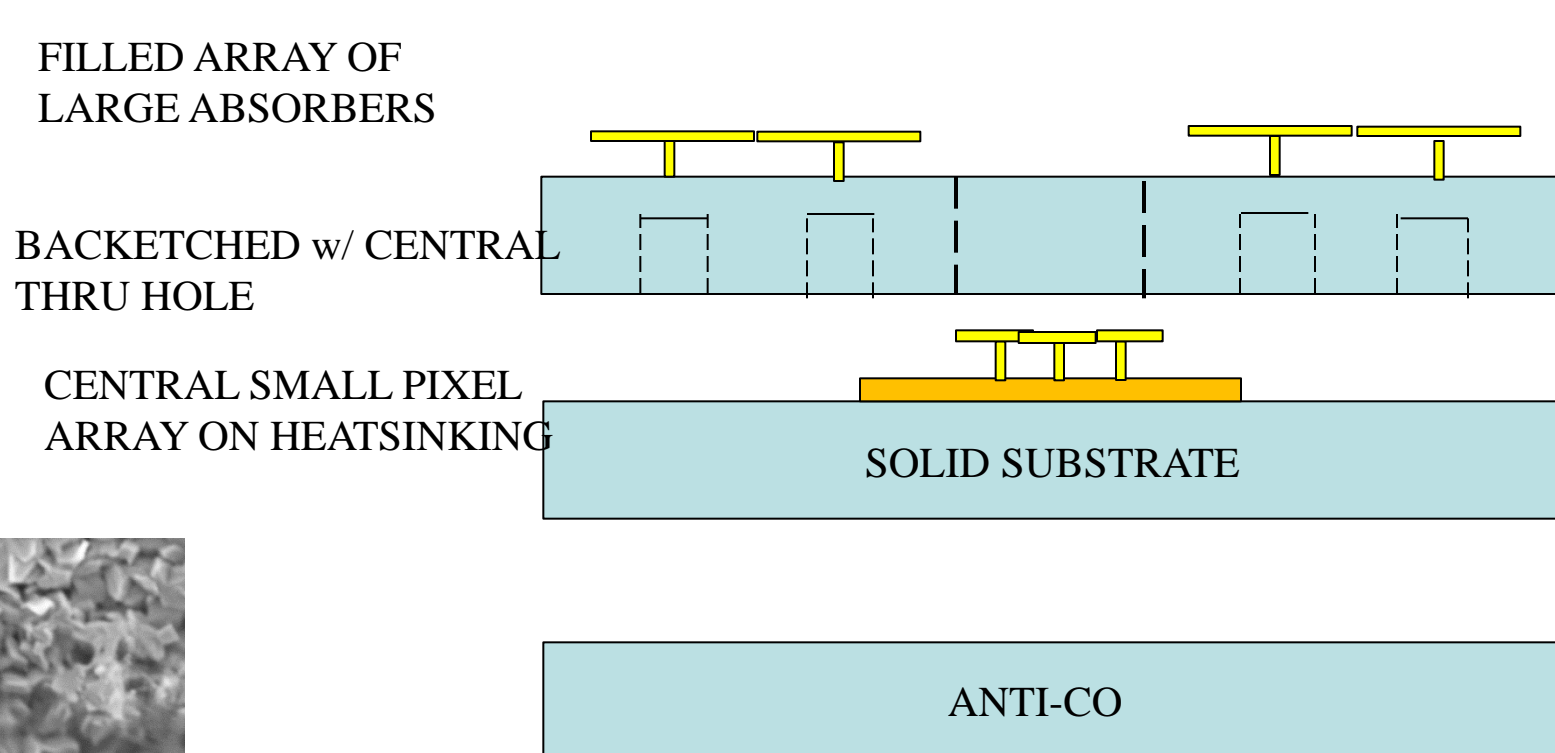 FILLED ARRAY OF
LARGE ABSORBERS
BACKETCHED w/ CENTRAL
THRU HOLE
CENTRAL SMALL PIXEL
ARRAY ON HEATSINKING
SOLID SUBSTRATE
ANTI-CO